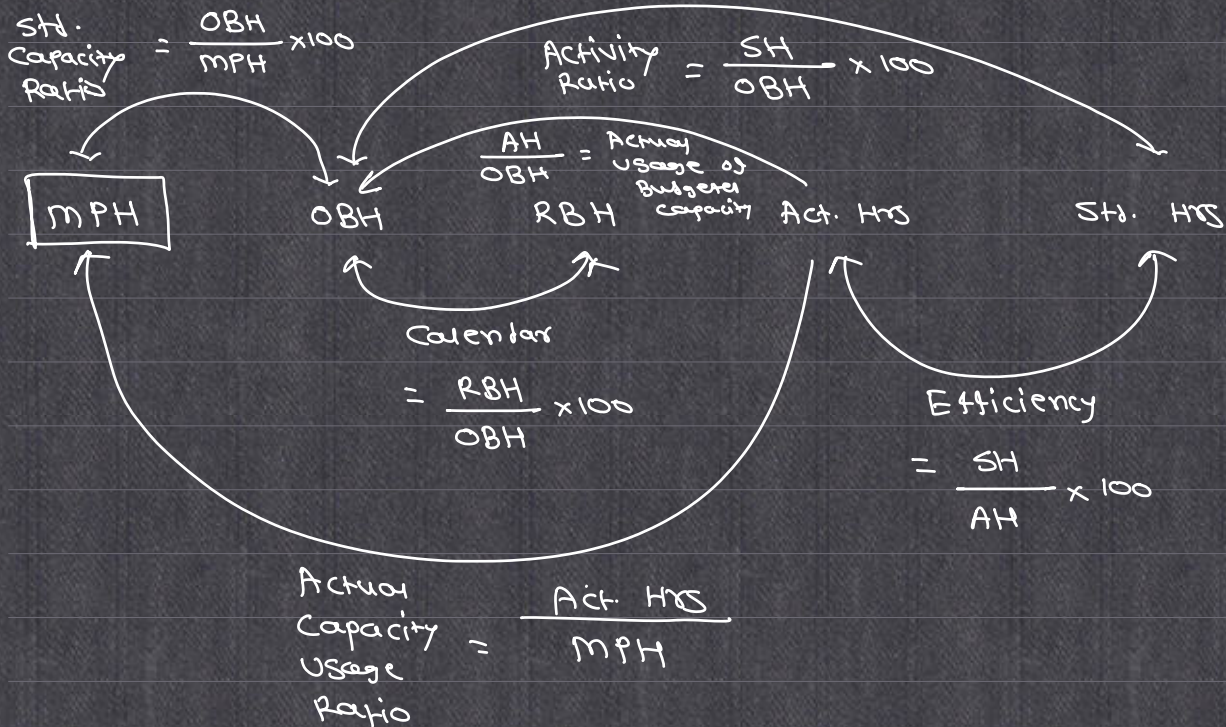 Std.
Capacity = OBH / MPH ×100
Ratio
Activity Ratio = SH / OBH × 100
AH / OBH = Actual
Usage of
Budgeted
capacity
MPH OBH RBH Act. Hrs Std. Hrs
Calendar
= RBH / OBH ×100
Efficiency
= SH / AH × 100
Actual
Capacity = Act. Hrs / MPH
Usage
Ratio